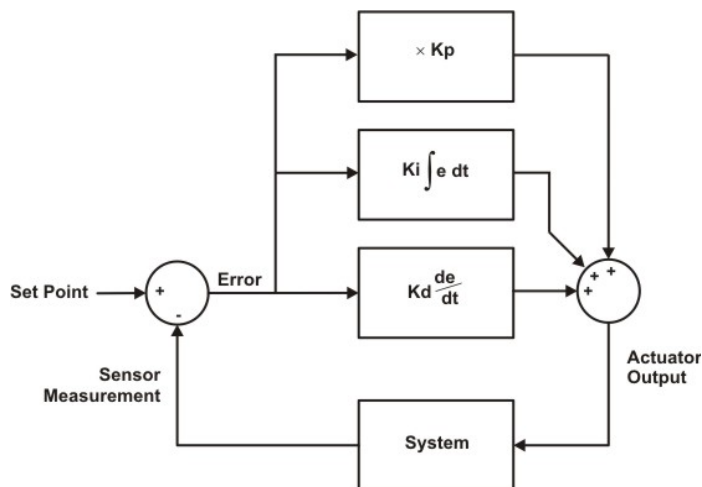 × Kp
Ki ∫ e dt
Kd de/dt
Set Point
+
-
Error
+
+
+
Sensor
Measurement
Actuator
Output
System